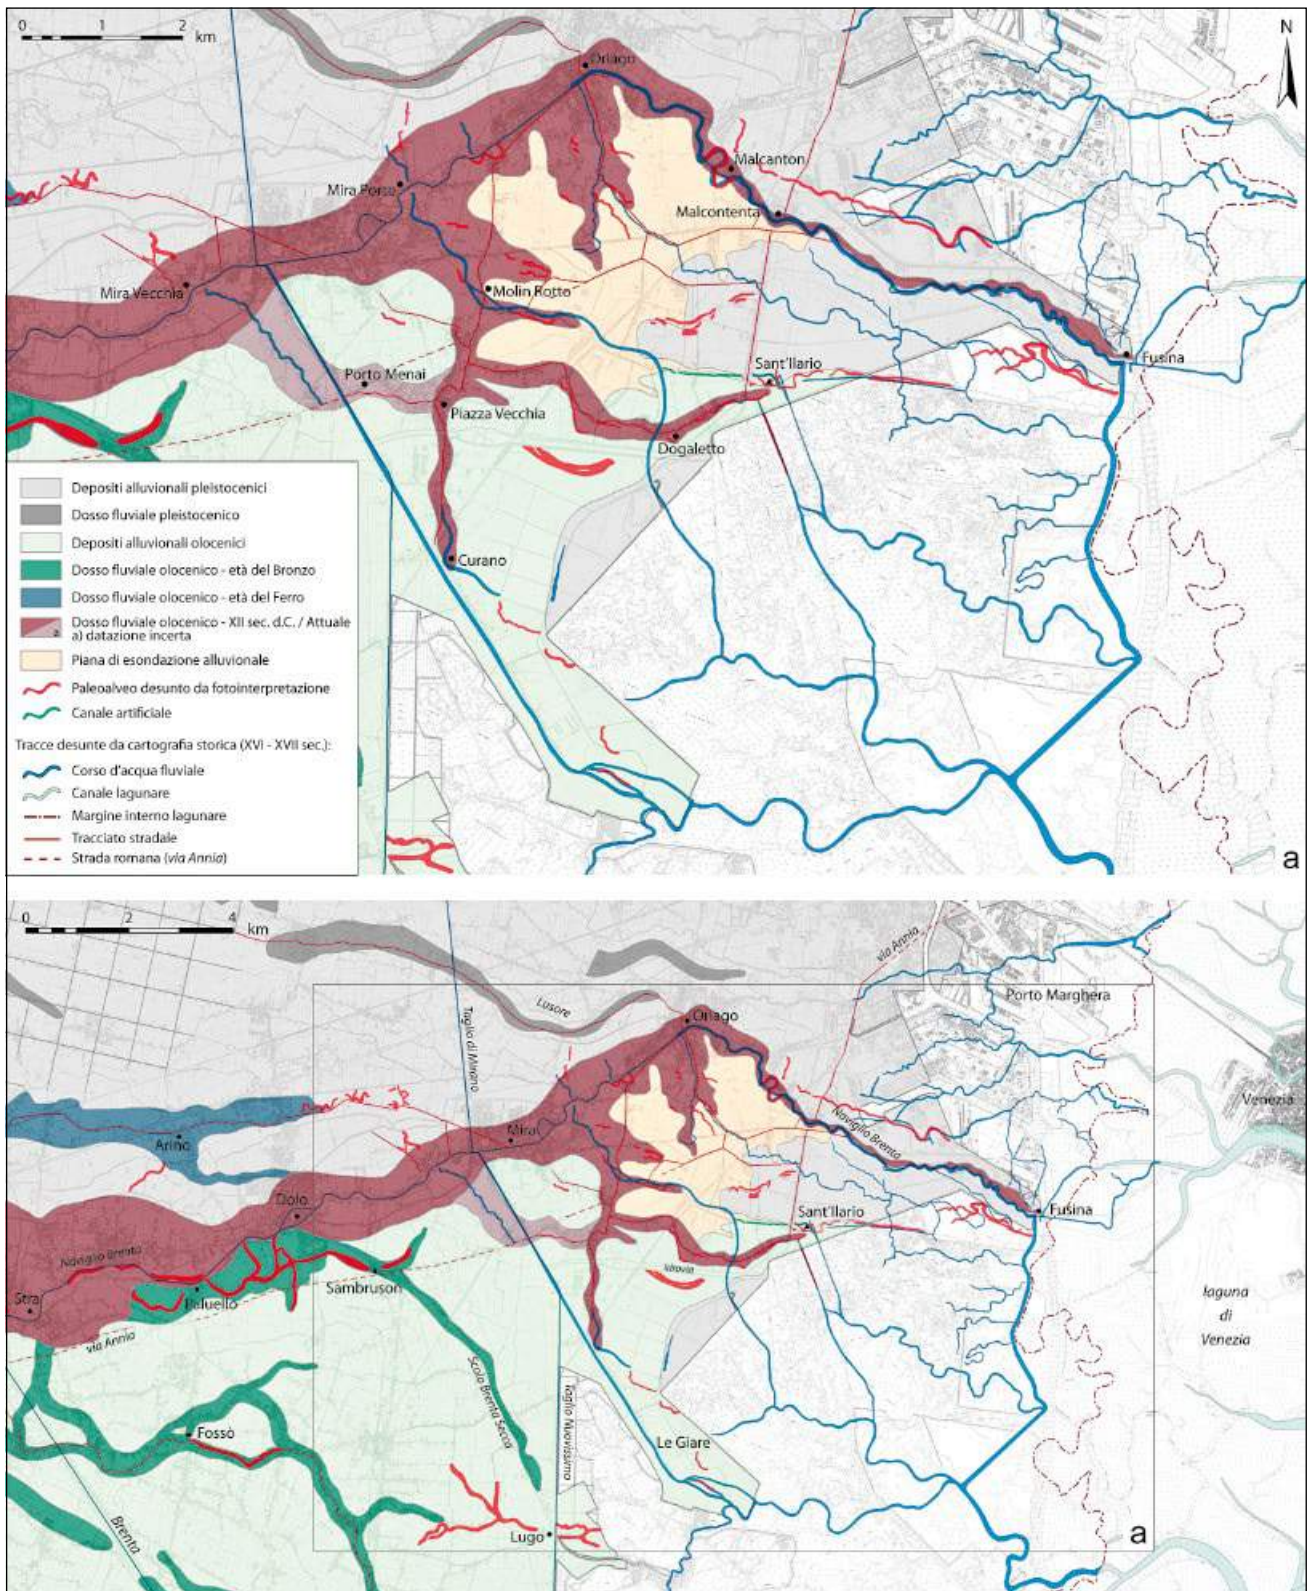 0 1 2
km
N
Oriago
Malcanton
Mira Porte
Malcontenta
Mira Vecchia
Molin Rotto
Fusina
Sant'Ilario
Porto Menai
Piazza Vecchia
Dogaletto
Curano
Depositi alluvionali pleistocenici
Dosso fluviale pleistocenico
Depositi alluvionali olocenici
Dosso fluviale olocenico - età del Bronzo
Dosso fluviale olocenico - età del Ferro
a
Dosso fluviale olocenico - XII sec. d.C. / Attuale
a) datazione incerta
Piana di esondazione alluvionale
Paleoalveo desunto da fotointerpretazione
Canale artificiale
Tracce desunte da cartografia storica (XVI - XVII sec.):
Corso d'acqua fluviale
Canale lagunare
Margine interno lagunare
Tracciato stradale
Strada romana (via Annia)
a
0 2 4
km
via Annia
Porto Marghera
Lusore
Taglio di Mirano
Oriago
Venezia
Arino
Mira
Naviglio Brenta
Dolo
Sant'Ilario
Fusina
Naviglio Brenta
Idrovia
Sambruson
Stra
Paluello
laguna
di
Venezia
via Annia
Scolo Brenta Secca
Taglio Nuovissimo
Fossò
Le Giare
Brenta
Lugo
a